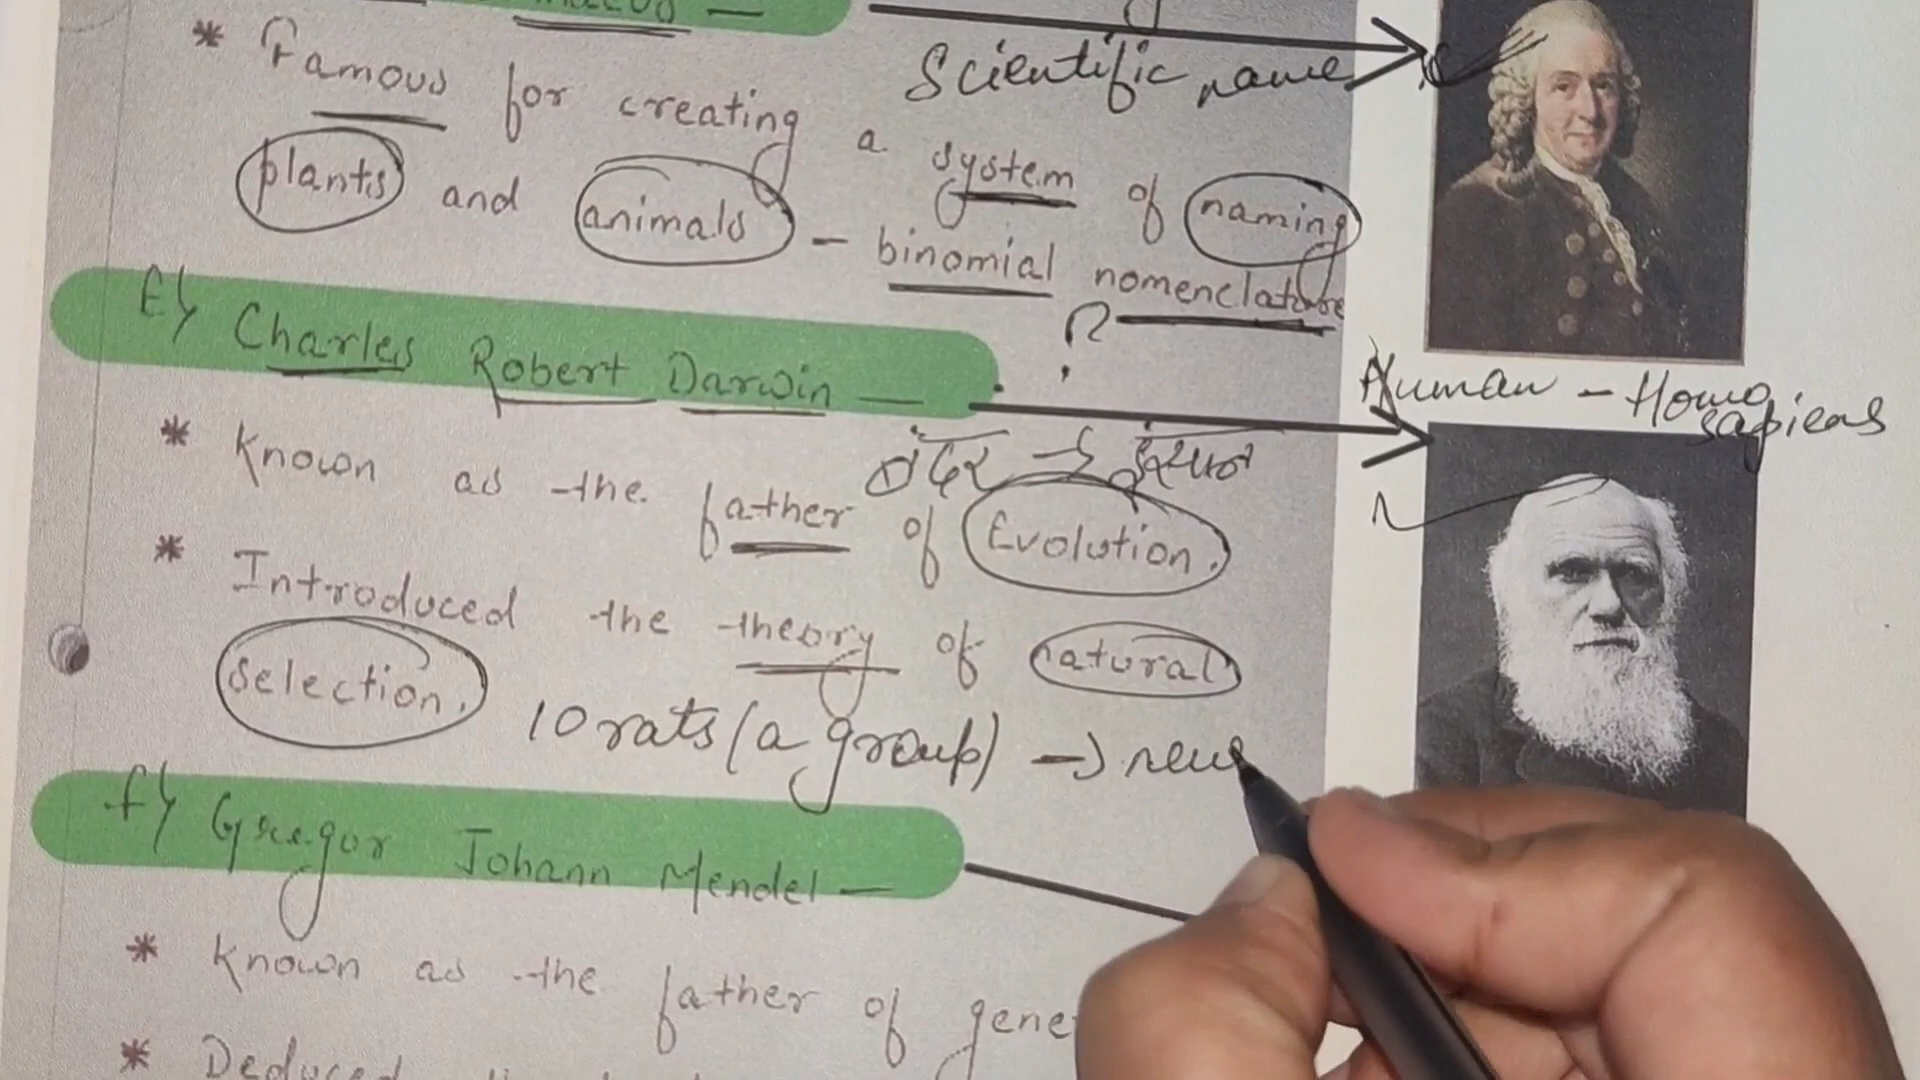 Scientific name
* Famous for creating a system of naming
plants and animals – binomial nomenclature
?
Human – Homo
sapiens
E) Charles Robert Darwin —
बंदर → इंसान
* Known as the father of Evolution.
* Introduced the theory of natural
selection.
10 rats (a group) → new
f) Gregor Johann Mendel —
* Known as the father of gene
* Deduced